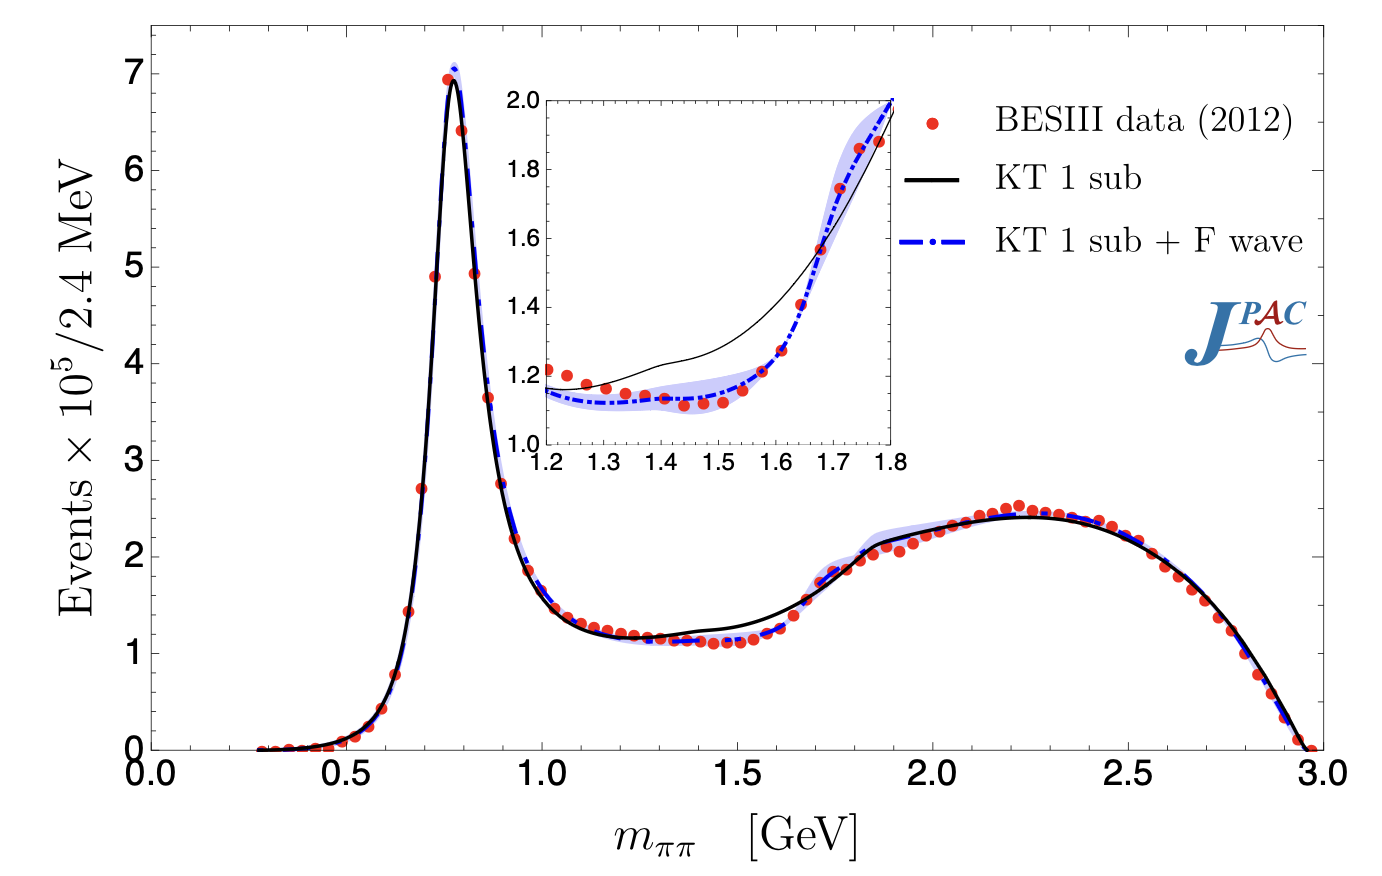 Events × 10⁵/2.4 MeV
7
6
5
4
3
2
1
0
0.0 0.5 1.0 1.5 2.0 2.5 3.0
m_ππ [GeV]
2.0
1.8
1.6
1.4
1.2
1.0
1.2 1.3 1.4 1.5 1.6 1.7 1.8
BESIII data (2012)
KT 1 sub
KT 1 sub + F wave
JPAC